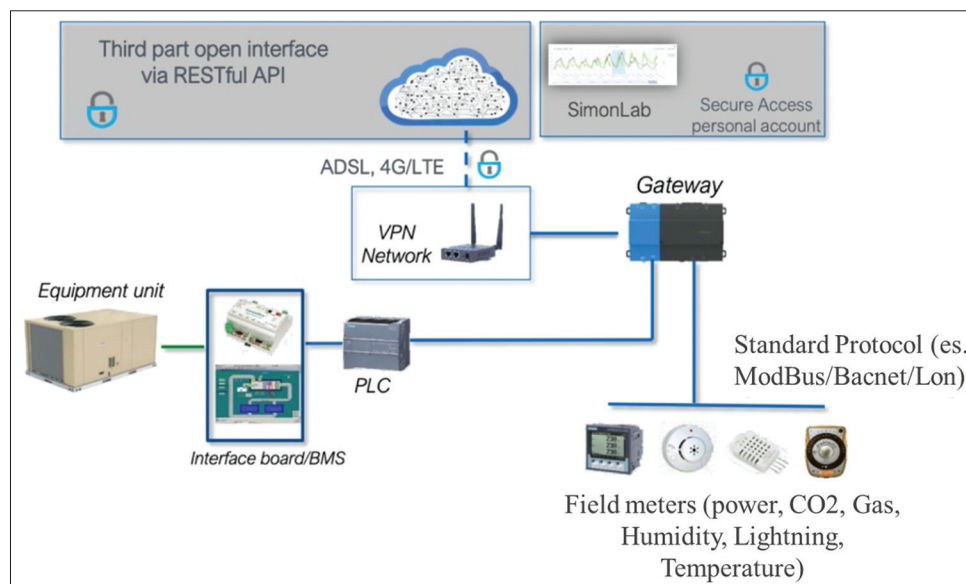 Third part open interface
via RESTful API
SimonLab
Secure Access
personal account
ADSL, 4G/LTE
Gateway
VPN
Network
Equipment unit
PLC
Interface board/BMS
Standard Protocol (es.
ModBus/Bacnet/Lon)
Field meters (power, CO2, Gas,
Humidity, Lightning,
Temperature)